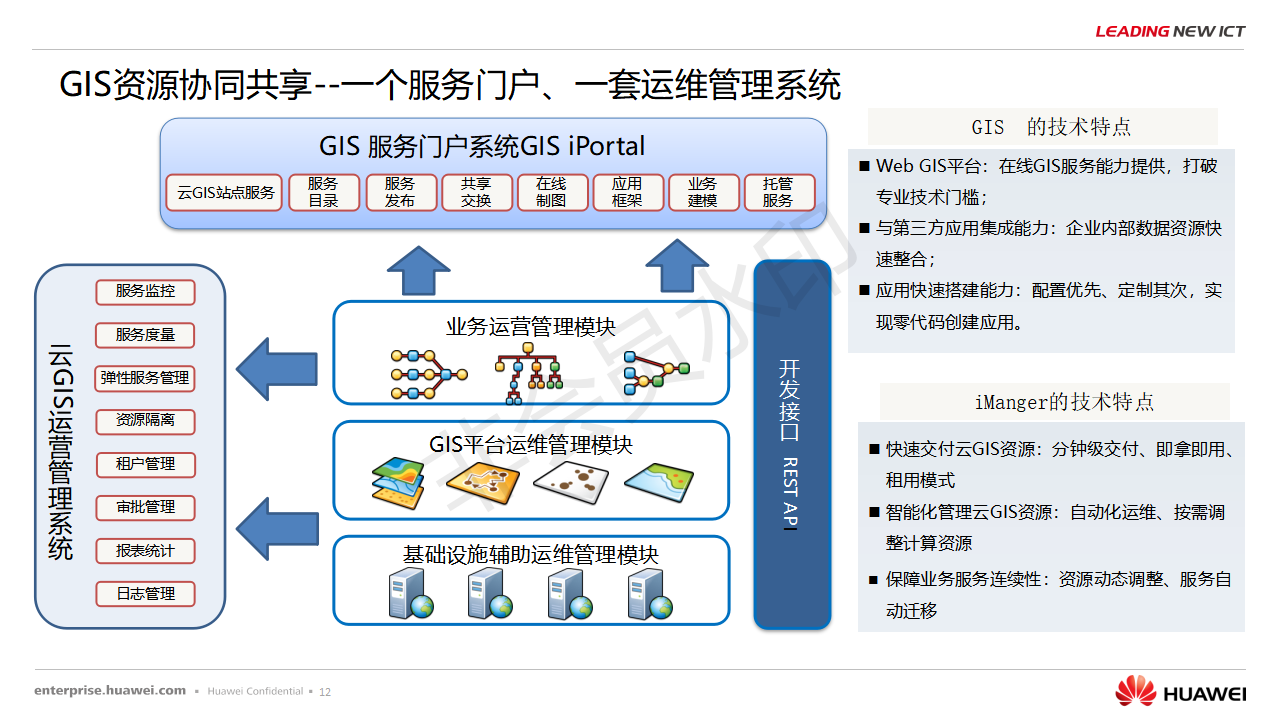 LEADING NEW ICT
GIS资源协同共享--一个服务门户、一套运维管理系统
GIS 服务门户系统GIS iPortal
云GIS站点服务
服务
目录
服务
发布
共享
交换
在线
制图
应用
框架
业务
建模
托管
服务
云GIS运营管理系统
服务监控
服务度量
弹性服务管理
资源隔离
租户管理
审批管理
报表统计
日志管理
业务运营管理模块
GIS平台运维管理模块
基础设施辅助运维管理模块
开发接口 REST API
GIS 的技术特点
■ Web GIS平台：在线GIS服务能力提供，打破
专业技术门槛；
■ 与第三方应用集成能力：企业内部数据资源快
速整合；
■ 应用快速搭建能力：配置优先、定制其次，实
现零代码创建应用。
iManger的技术特点
■ 快速交付云GIS资源：分钟级交付、即拿即用、
租用模式
■ 智能化管理云GIS资源：自动化运维、按需调
整计算资源
■ 保障业务服务连续性：资源动态调整、服务自
动迁移
非会员水印
enterprise.huawei.com ▪ Huawei Confidential ▪ 12
HUAWEI